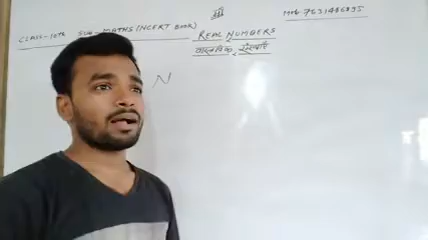 श्री
CLASS-10TH SUB-MATHS (NCERT BOOK) REAL NUMBERS
वास्तविक संख्याएँ
N